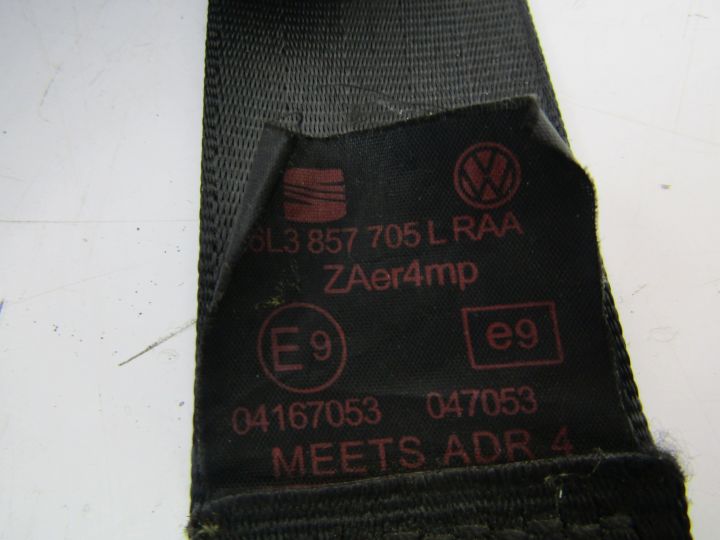 6L3 857 705 L RAA
ZAer4mp
E9 e9
04167053 047053
MEETS ADR 4